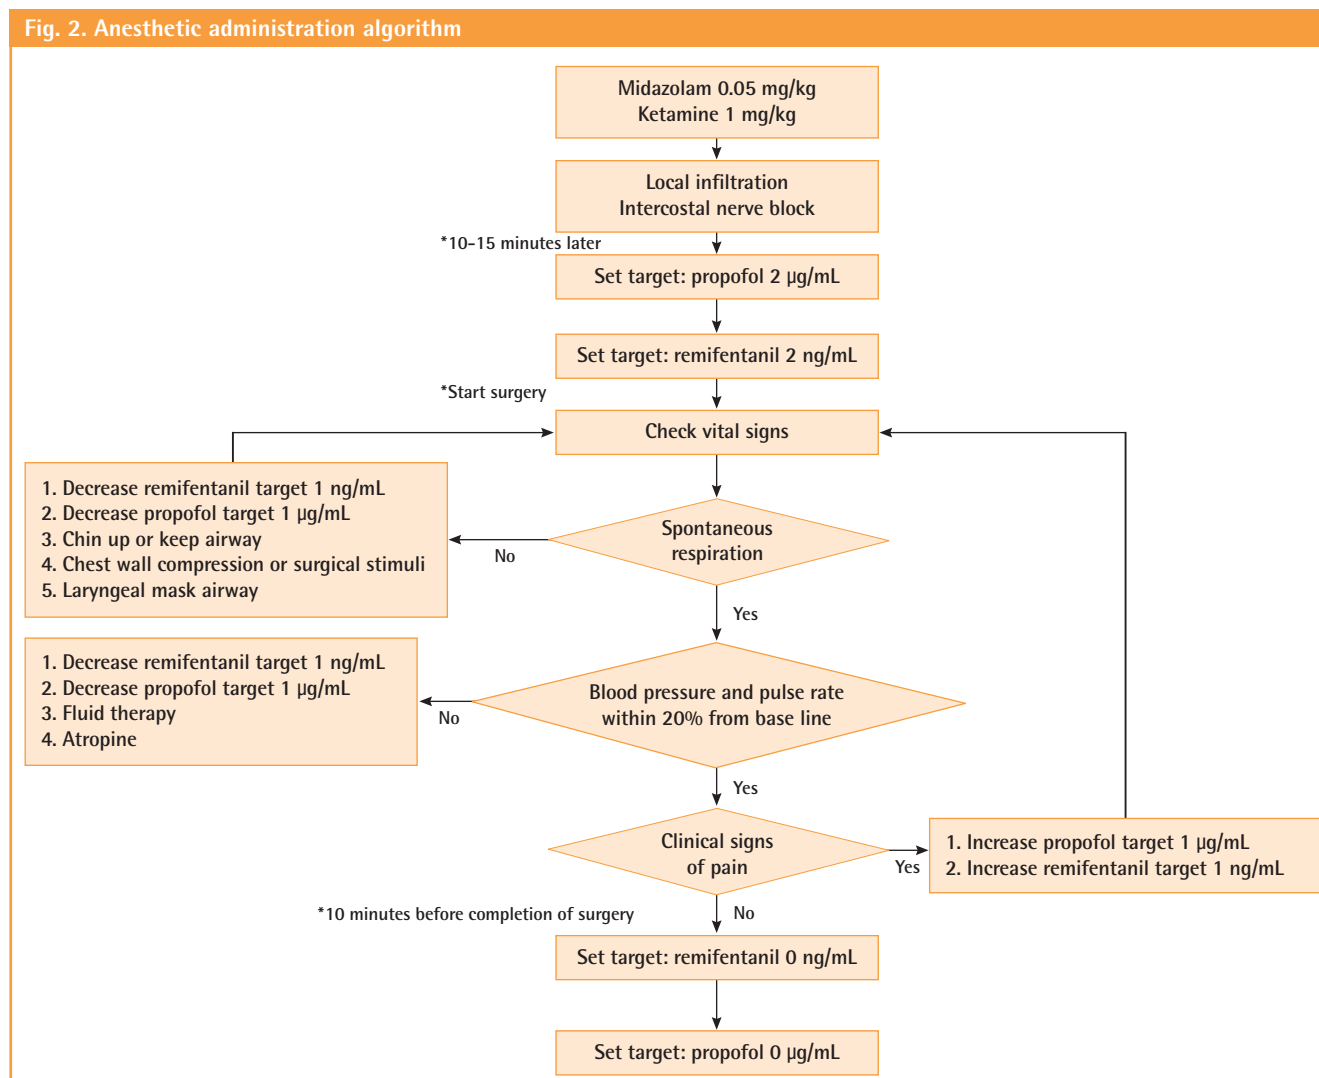 Fig. 2. Anesthetic administration algorithm
Midazolam 0.05 mg/kg
Ketamine 1 mg/kg
Local infiltration
Intercostal nerve block
*10-15 minutes later
Set target: propofol 2 µg/mL
Set target: remifentanil 2 ng/mL
*Start surgery
Check vital signs
1. Decrease remifentanil target 1 ng/mL
2. Decrease propofol target 1 µg/mL
3. Chin up or keep airway
4. Chest wall compression or surgical stimuli
5. Laryngeal mask airway
No
Spontaneous
respiration
Yes
1. Decrease remifentanil target 1 ng/mL
2. Decrease propofol target 1 µg/mL
3. Fluid therapy
4. Atropine
No
Blood pressure and pulse rate
within 20% from base line
Yes
Clinical signs
of pain
Yes
1. Increase propofol target 1 µg/mL
2. Increase remifentanil target 1 ng/mL
*10 minutes before completion of surgery
No
Set target: remifentanil 0 ng/mL
Set target: propofol 0 µg/mL